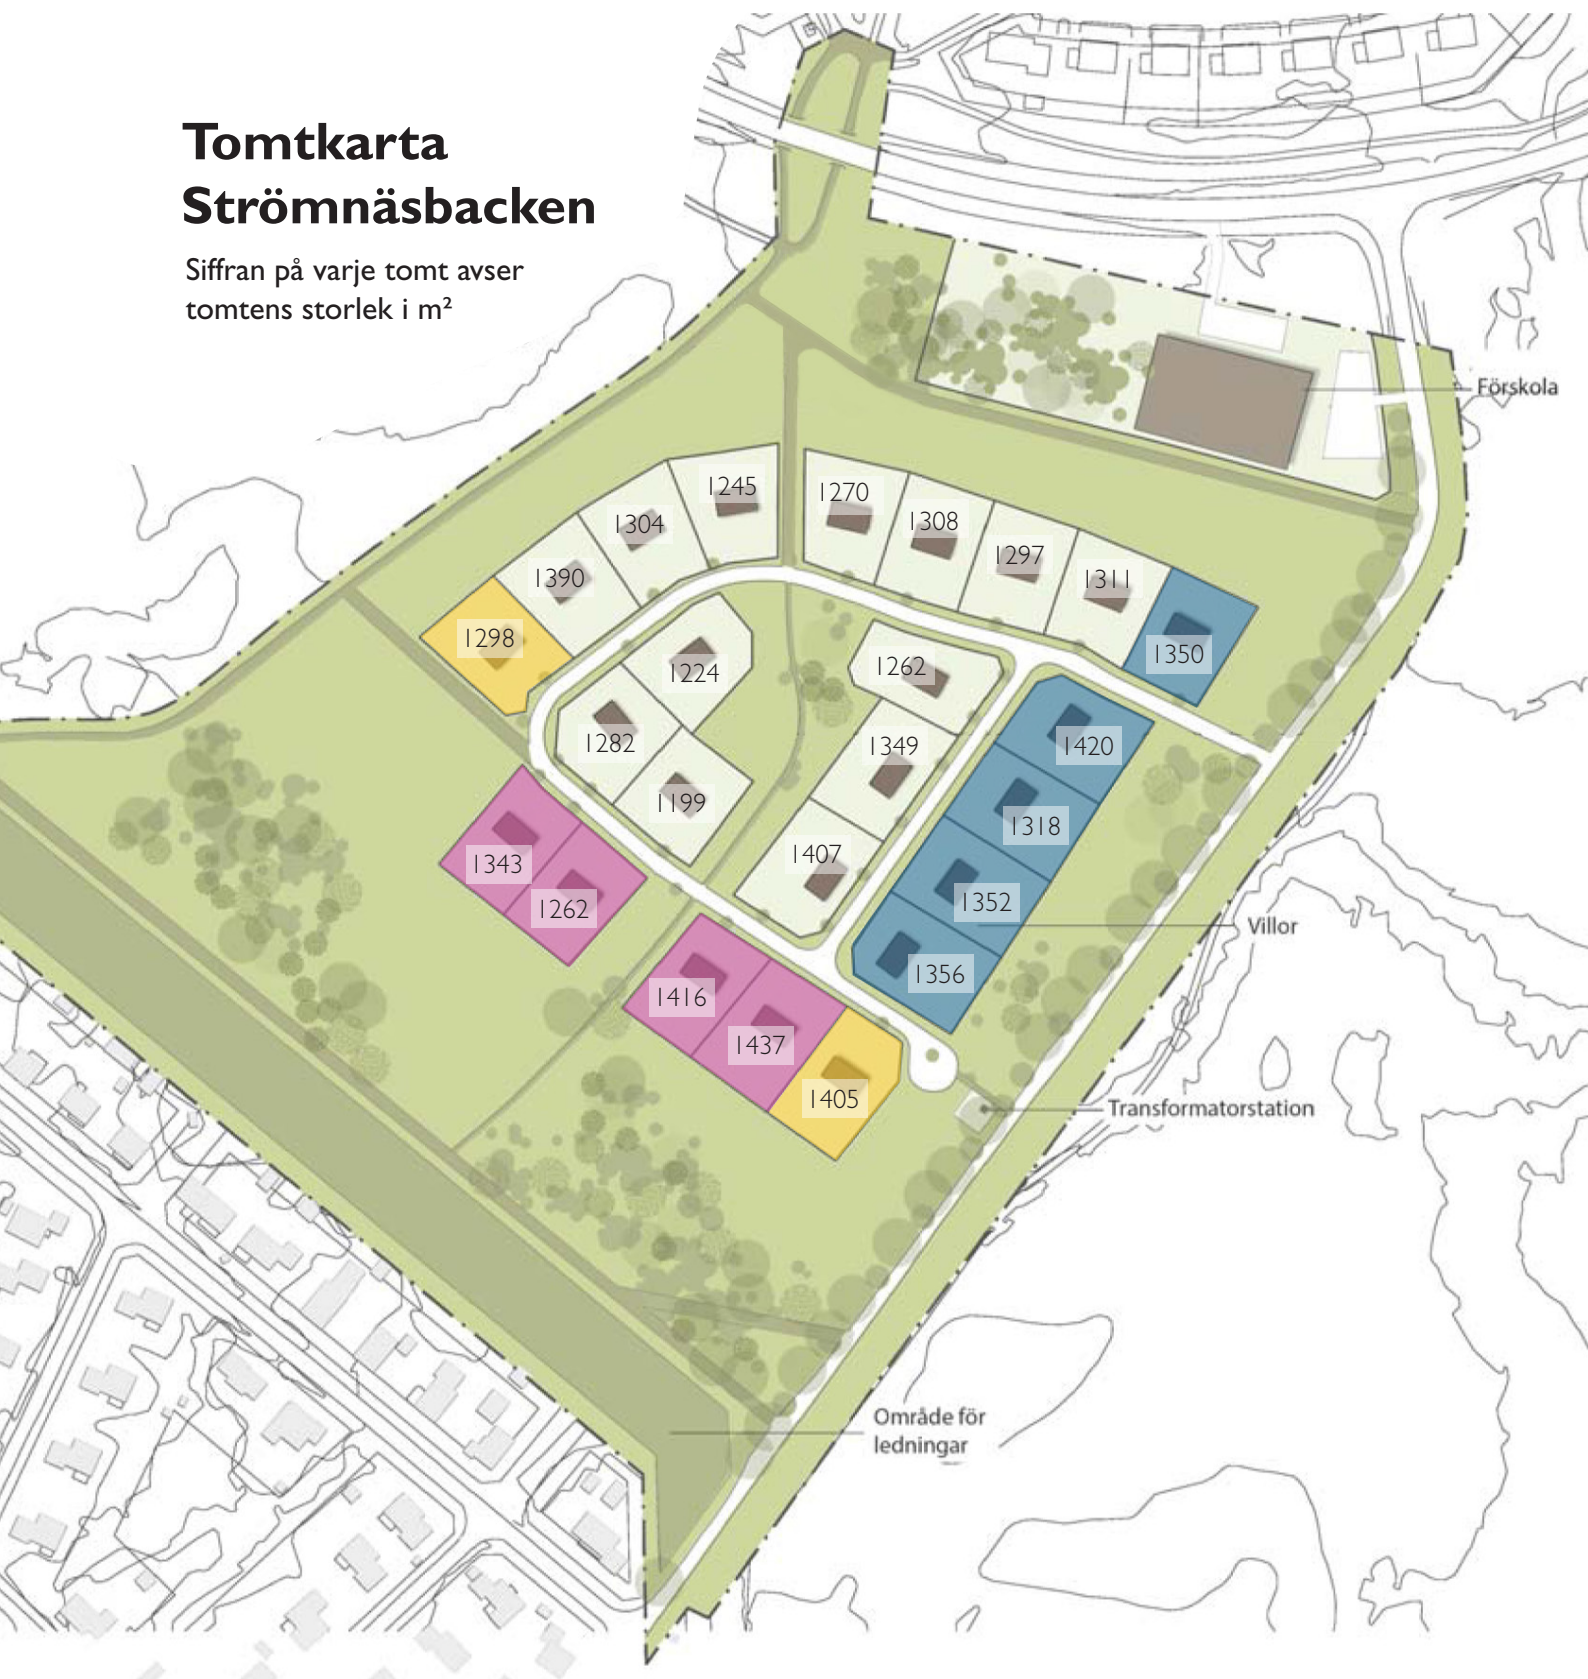 Tomtkarta
Strömnäsbacken
Siffran på varje tomt avser
tomtens storlek i m²
Förskola
1245
1270
1304
1308
1297
1390
1311
1298
1350
1224
1262
1282
1349
1420
1199
1318
1343
1407
1262
1352
Villor
1416
1356
1437
1405
Transformatorstation
Område för
ledningar